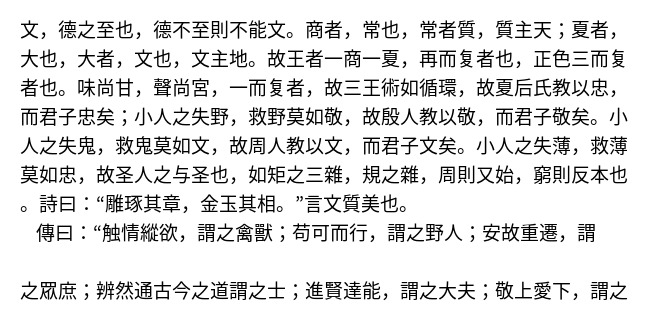 文，德之至也，德不至則不能文。商者，常也，常者質，質主天；夏者，
大也，大者，文也，文主地。故王者一商一夏，再而复者也，正色三而复
者也。味尚甘，聲尚宮，一而复者，故三王術如循環，故夏后氏教以忠，
而君子忠矣；小人之失野，救野莫如敬，故殷人教以敬，而君子敬矣。小
人之失鬼，救鬼莫如文，故周人教以文，而君子文矣。小人之失薄，救薄
莫如忠，故圣人之与圣也，如矩之三雜，規之雜，周則又始，窮則反本也
。詩曰：“雕琢其章，金玉其相。”言文質美也。
傳曰：“触情縱欲，謂之禽獸；苟可而行，謂之野人；安故重遷，謂
之眾庶；辨然通古今之道謂之士；進賢達能，謂之大夫；敬上愛下，謂之